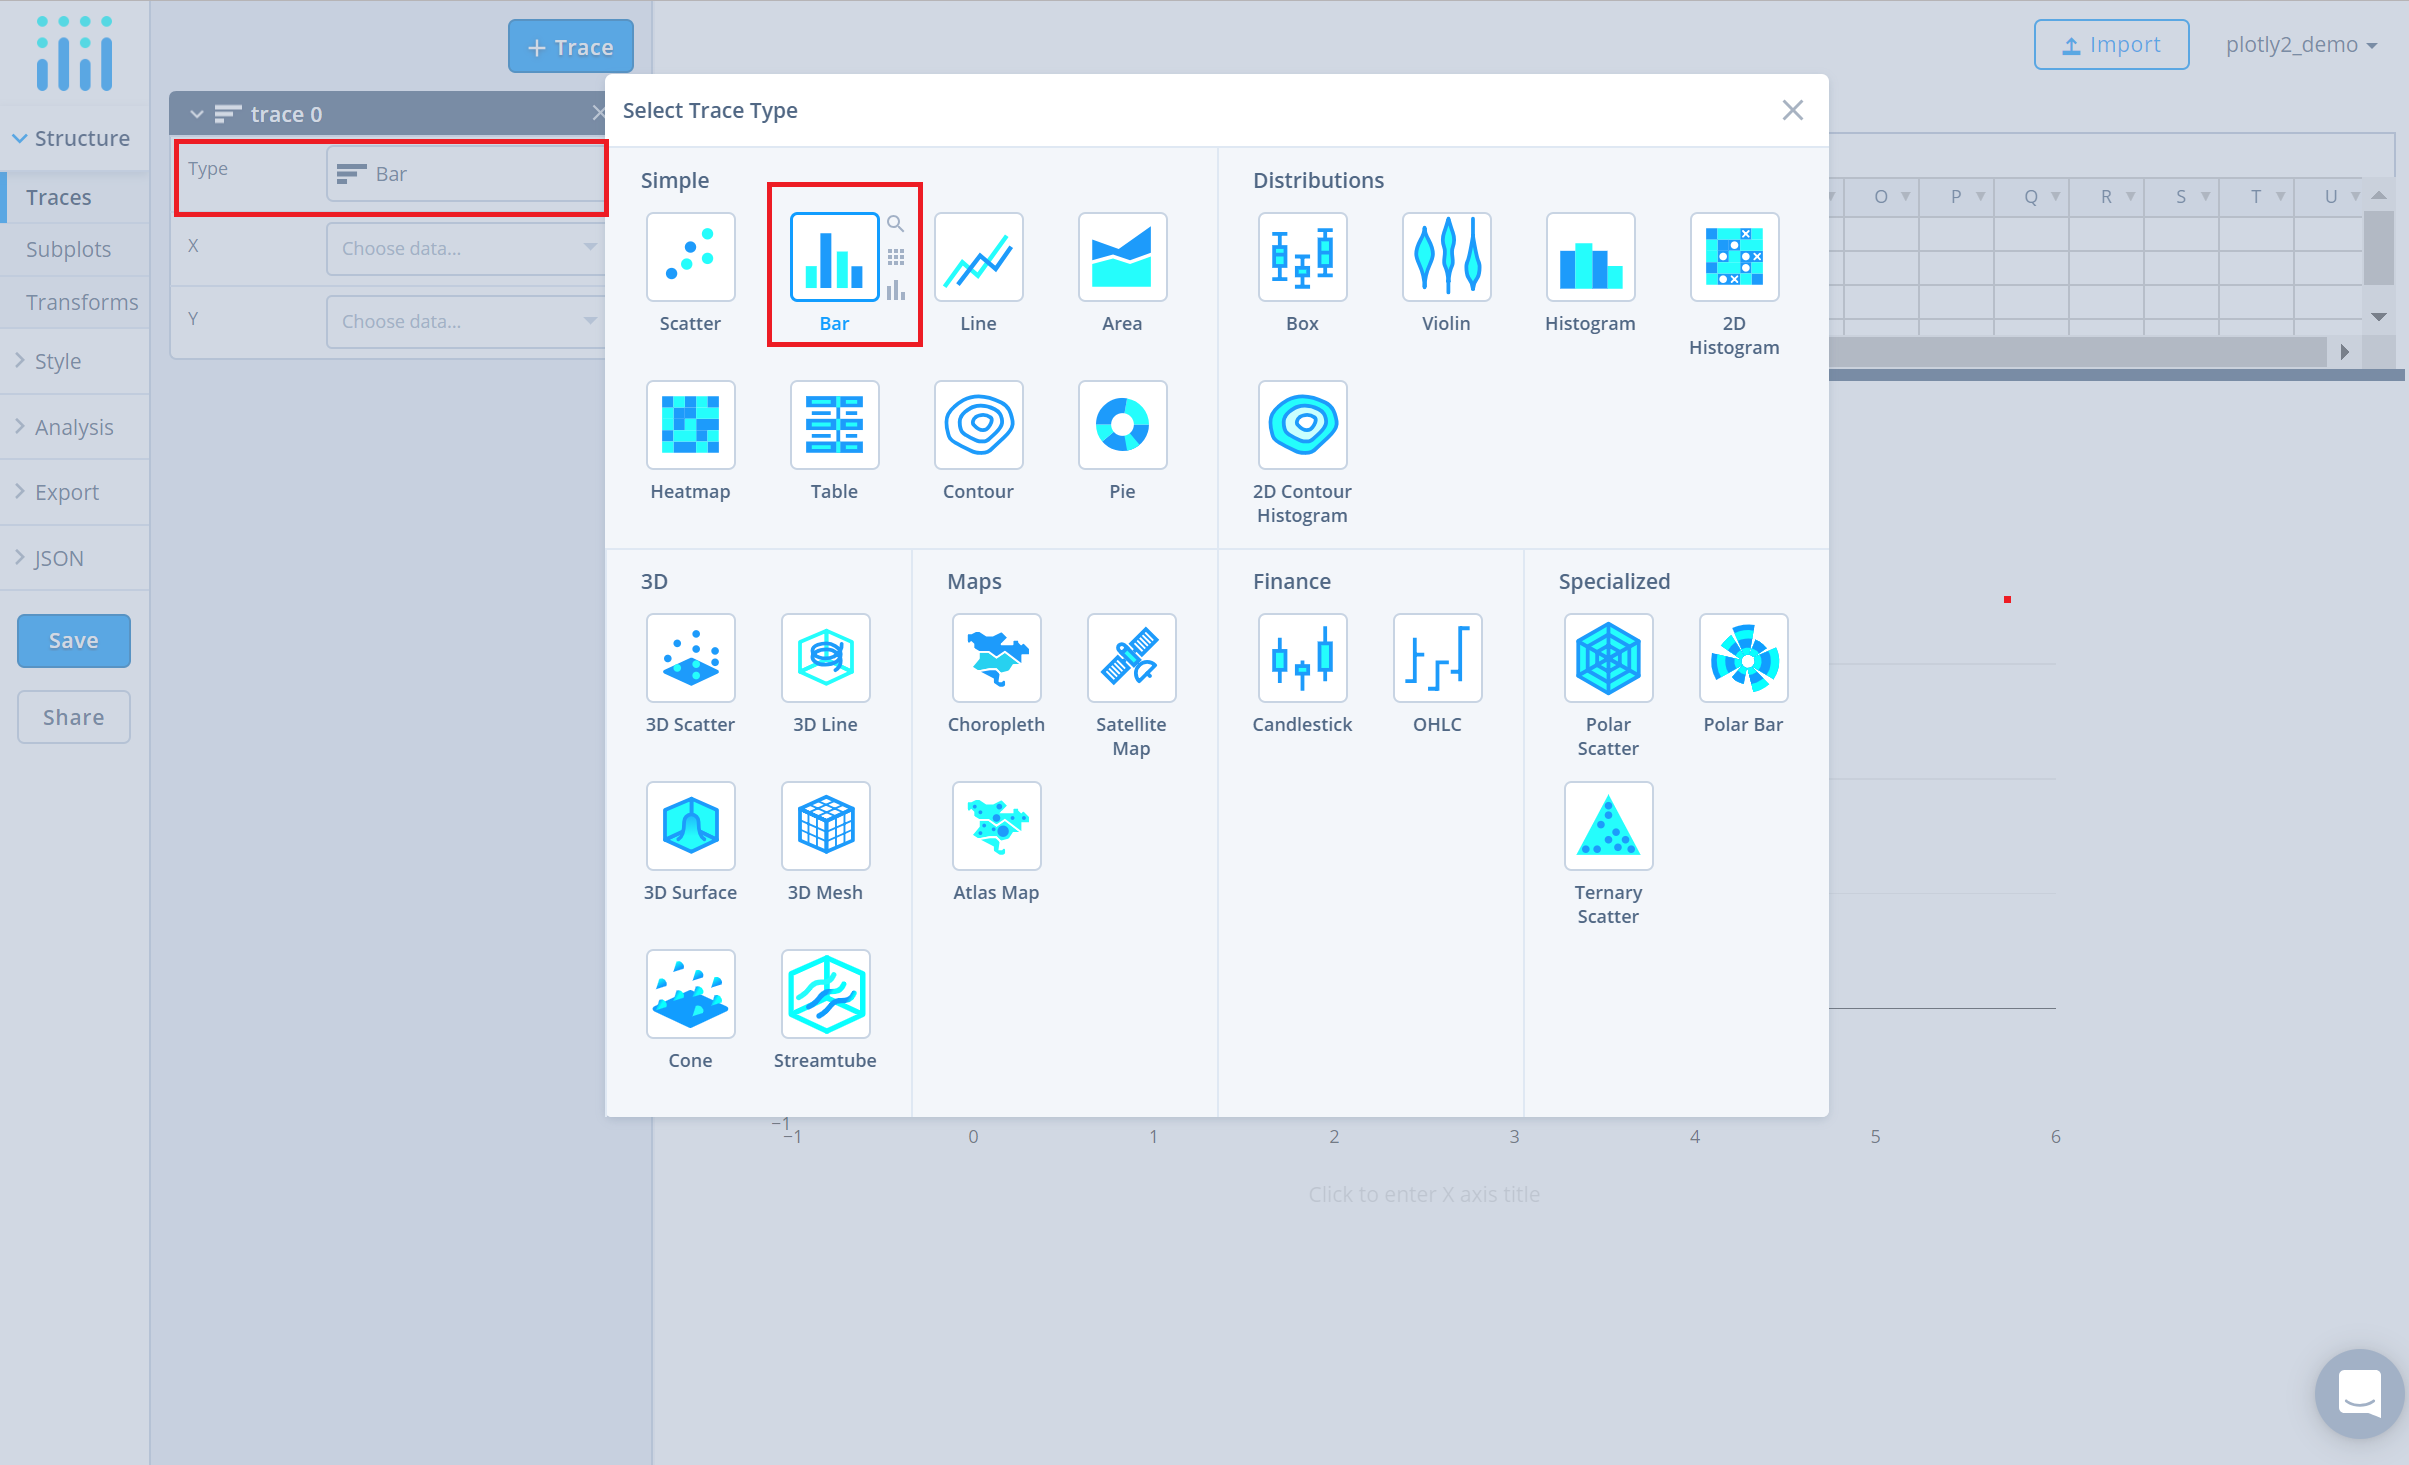 Trace
Import
plotly2_demo
trace 0
Select Trace Type
Structure
Type
Bar
Traces
Subplots
Transforms
X
Choose data...
Y
Choose data...
Style
Analysis
Export
JSON
Save
Share
O P Q R S T U
Simple
Scatter
Bar
Line
Area
Heatmap
Table
Contour
Pie
Distributions
Box
Violin
Histogram
2D
Histogram
2D Contour
Histogram
3D
3D Scatter
3D Line
3D Surface
3D Mesh
Cone
Streamtube
Maps
Choropleth
Satellite
Map
Atlas Map
Finance
Candlestick
OHLC
Specialized
Polar
Scatter
Polar Bar
Ternary
Scatter
−1
−1 0 1 2 3 4 5 6
Click to enter X axis title